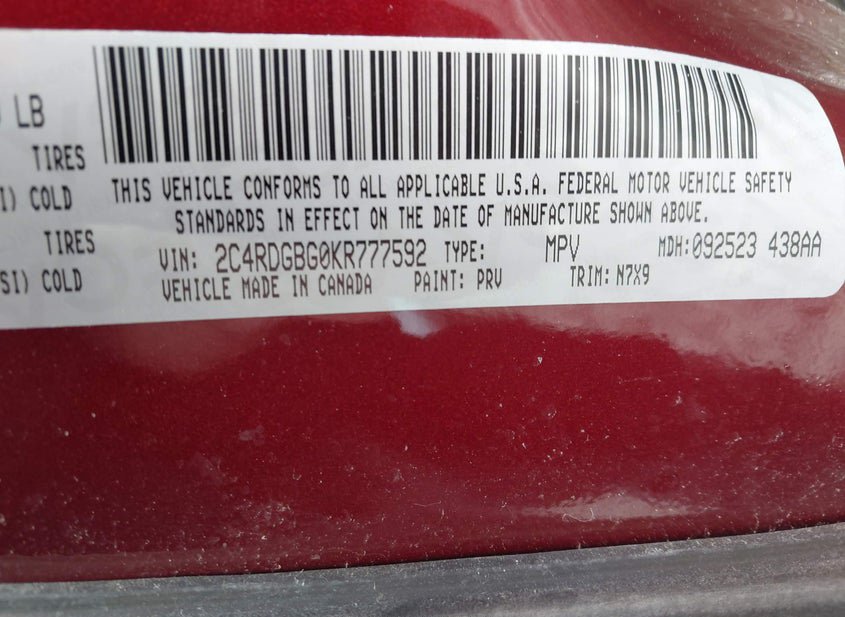 LB
TIRES
I) COLD
THIS VEHICLE CONFORMS TO ALL APPLICABLE U.S.A. FEDERAL MOTOR VEHICLE SAFETY
STANDARDS IN EFFECT ON THE DATE OF MANUFACTURE SHOWN ABOVE.
TIRES
VIN: 2C4RDGBG0KR777592 TYPE: MPV MDH:092523 438AA
SI) COLD
VEHICLE MADE IN CANADA PAINT: PRV TRIM: N7X9